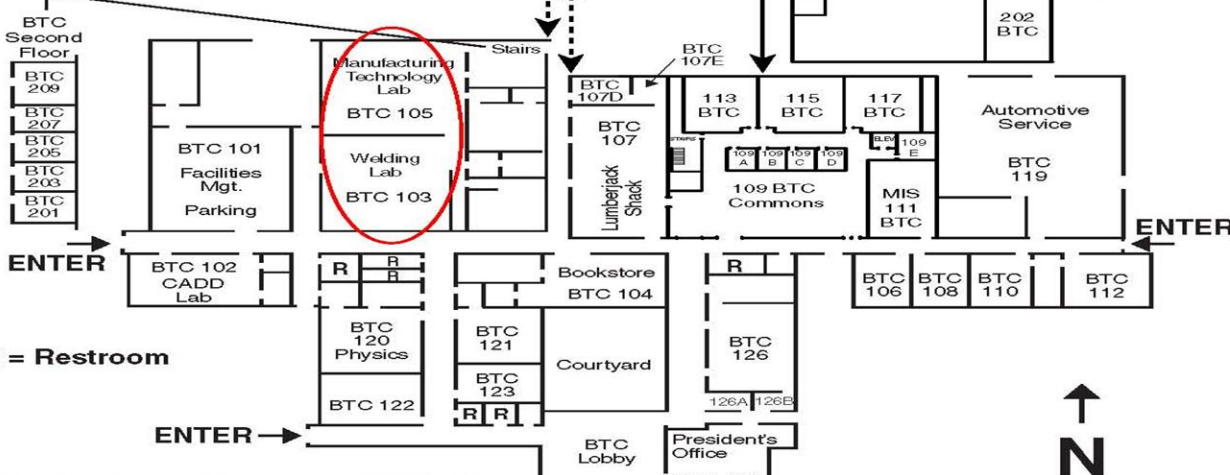 BTC
Second
Floor
BTC
209
BTC
207
BTC
205
BTC
203
BTC
201
ENTER
BTC 101
Facilities
Mgt.
Parking
BTC 102
CADD
Lab
Manufacturing
Technology
Lab
BTC 105
Welding
Lab
BTC 103
Stairs
BTC
107D
BTC
107E
BTC
107
Lumberjack
Shack
STAIRS
113
BTC
115
BTC
117
BTC
ELEV
109
E
109
A
109
B
109
C
109
D
109 BTC
Commons
MIS
111
BTC
202
BTC
Automotive
Service
BTC
119
ENTER
R
R
R
BTC
120
Physics
BTC 122
BTC
121
BTC
123
R
R
Bookstore
BTC 104
Courtyard
R
BTC
126
126A
126B
BTC
106
BTC
108
BTC
110
BTC
112
= Restroom
ENTER
BTC
Lobby
President's
Office
N